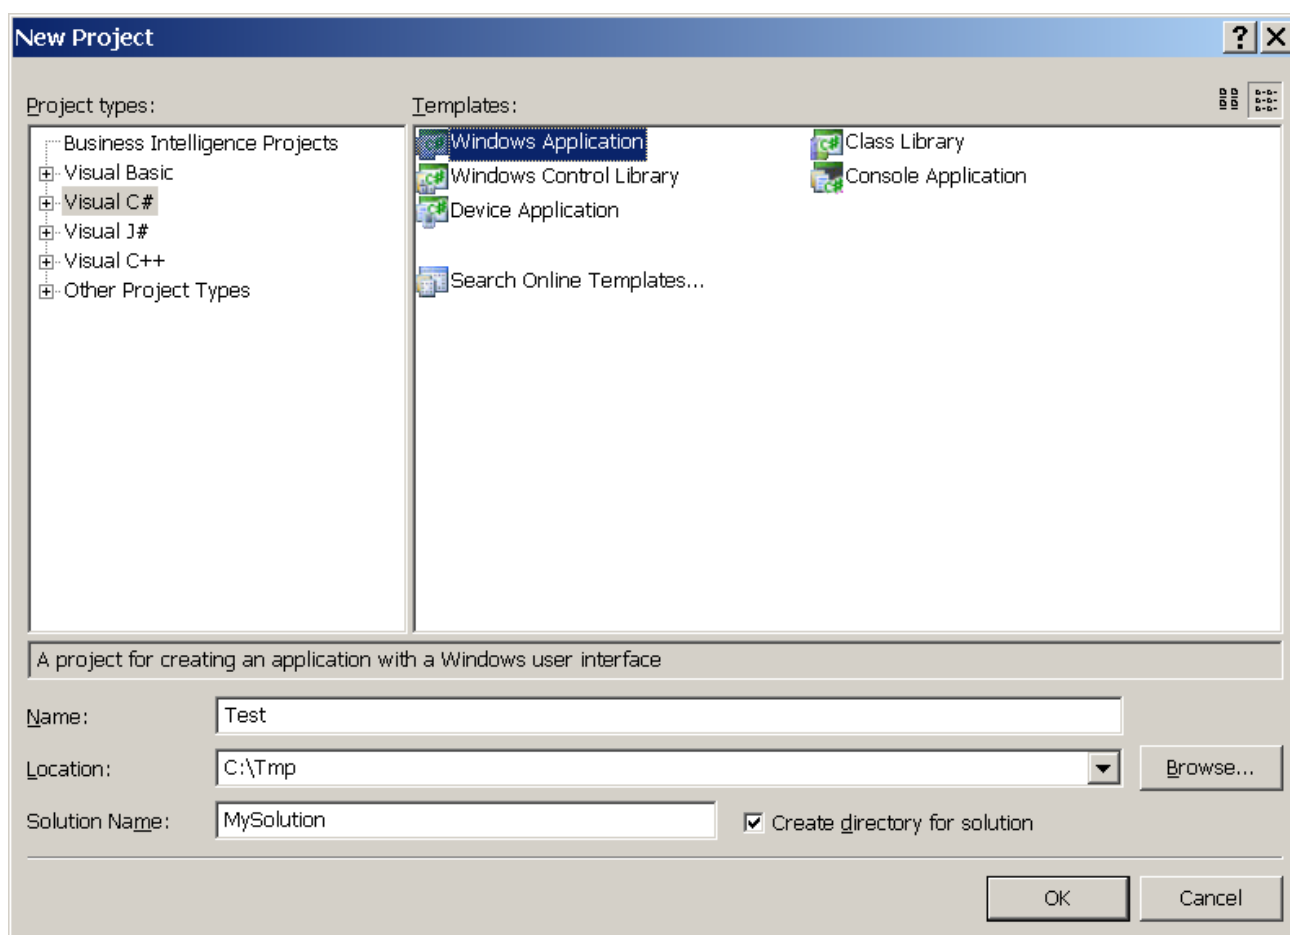 New Project
Project types:
Templates:
Business Intelligence Projects
Visual Basic
Visual C#
Visual J#
Visual C++
Other Project Types
Windows Application
Class Library
Windows Control Library
Console Application
Device Application
Search Online Templates...
A project for creating an application with a Windows user interface
Name:
Test
Location:
C:\Tmp
Browse...
Solution Name:
MySolution
Create directory for solution
OK
Cancel